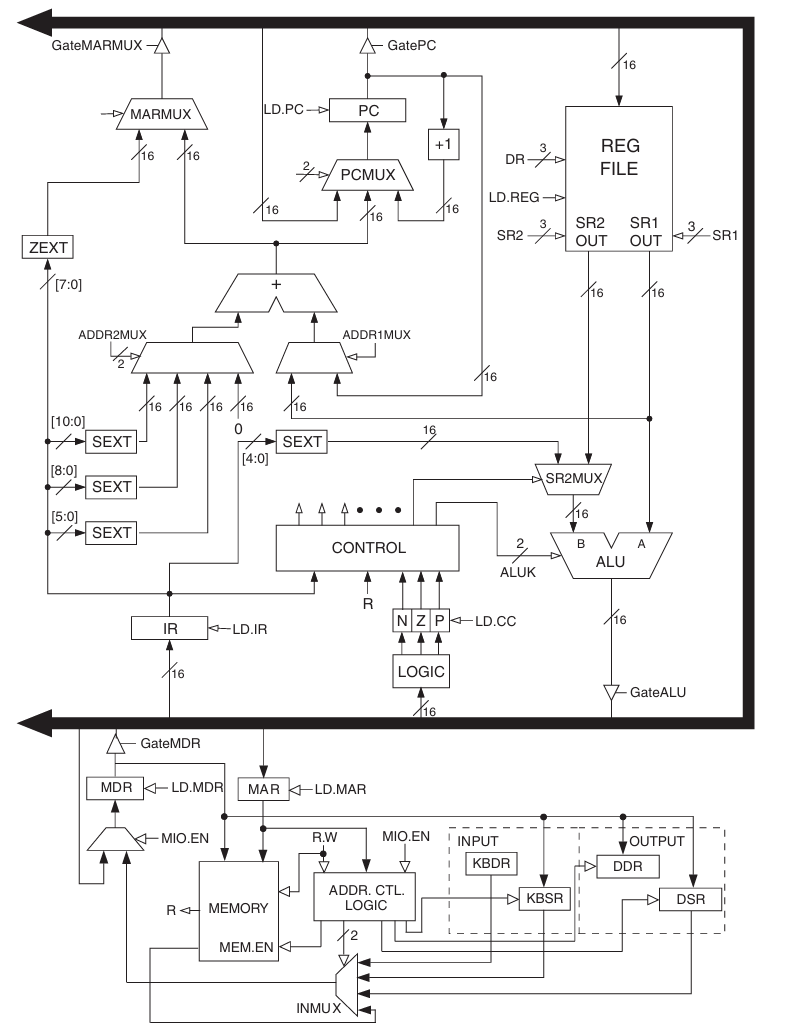 GateMARMUX
GatePC
16
MARMUX
LD.PC
PC
+1
REG
FILE
16
16
2
PCMUX
DR
3
LD.REG
16
16
16
SR2
3
SR2
OUT
SR1
OUT
3
SR1
ZEXT
[7:0]
+
16
16
ADDR2MUX
2
ADDR1MUX
16
16
16
16
16
16
0
[10:0]
SEXT
[4:0]
SEXT
16
[8:0]
SEXT
SR2MUX
16
[5:0]
SEXT
CONTROL
2
ALUK
B
A
ALU
R
N Z P
LD.CC
IR
LD.IR
16
LOGIC
16
16
GateALU
GateMDR
MDR
LD.MDR
MAR
LD.MAR
MIO.EN
R.W
MIO.EN
INPUT
OUTPUT
KBDR
DDR
R
MEMORY
ADDR. CTL.
LOGIC
KBSR
DSR
MEM.EN
2
INMUX